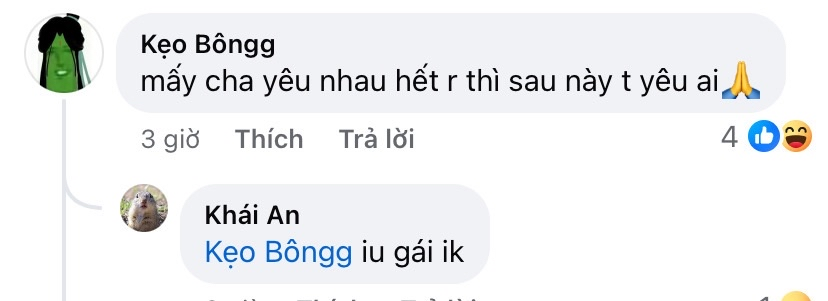 Kẹo Bôngg
mấy cha yêu nhau hết r thì sau này t yêu ai🙏
3 giờ Thích Trả lời 4
Khái An
Kẹo Bôngg iu gái ik